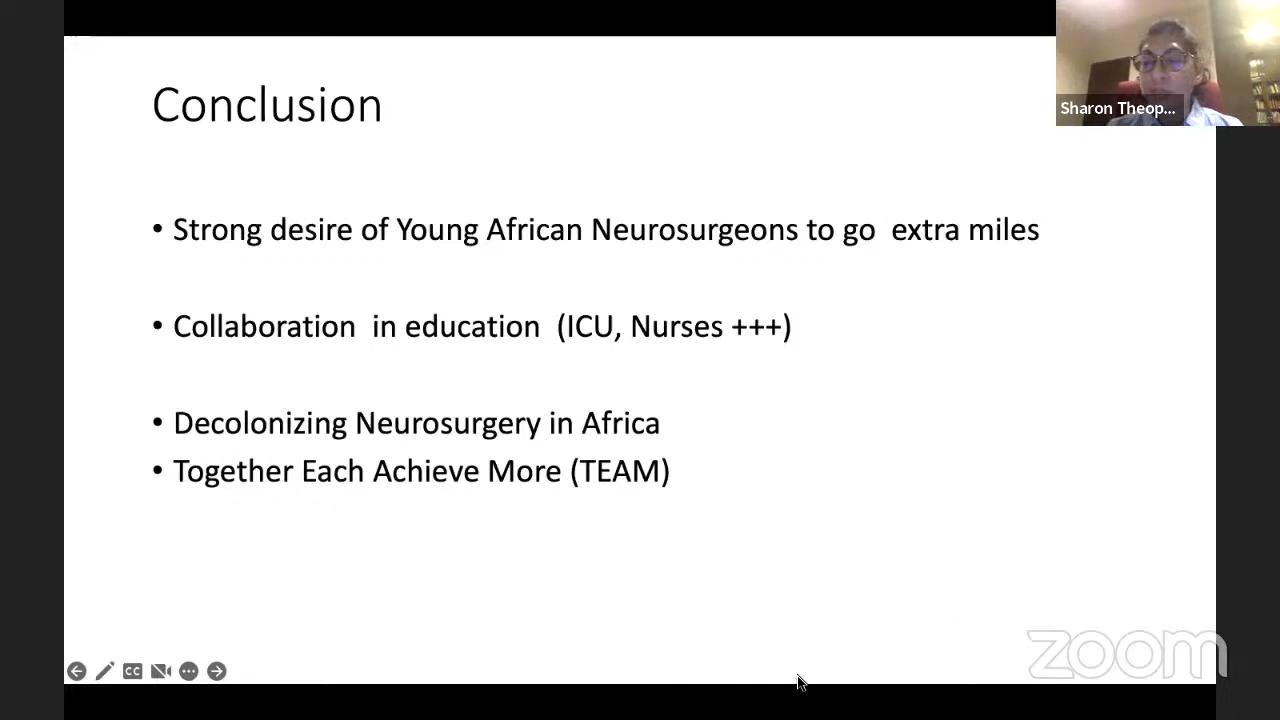 Conclusion
Sharon Theop...
• Strong desire of Young African Neurosurgeons to go  extra miles
• Collaboration  in education  (ICU, Nurses +++)
• Decolonizing Neurosurgery in Africa
• Together Each Achieve More (TEAM)
CC
zoom